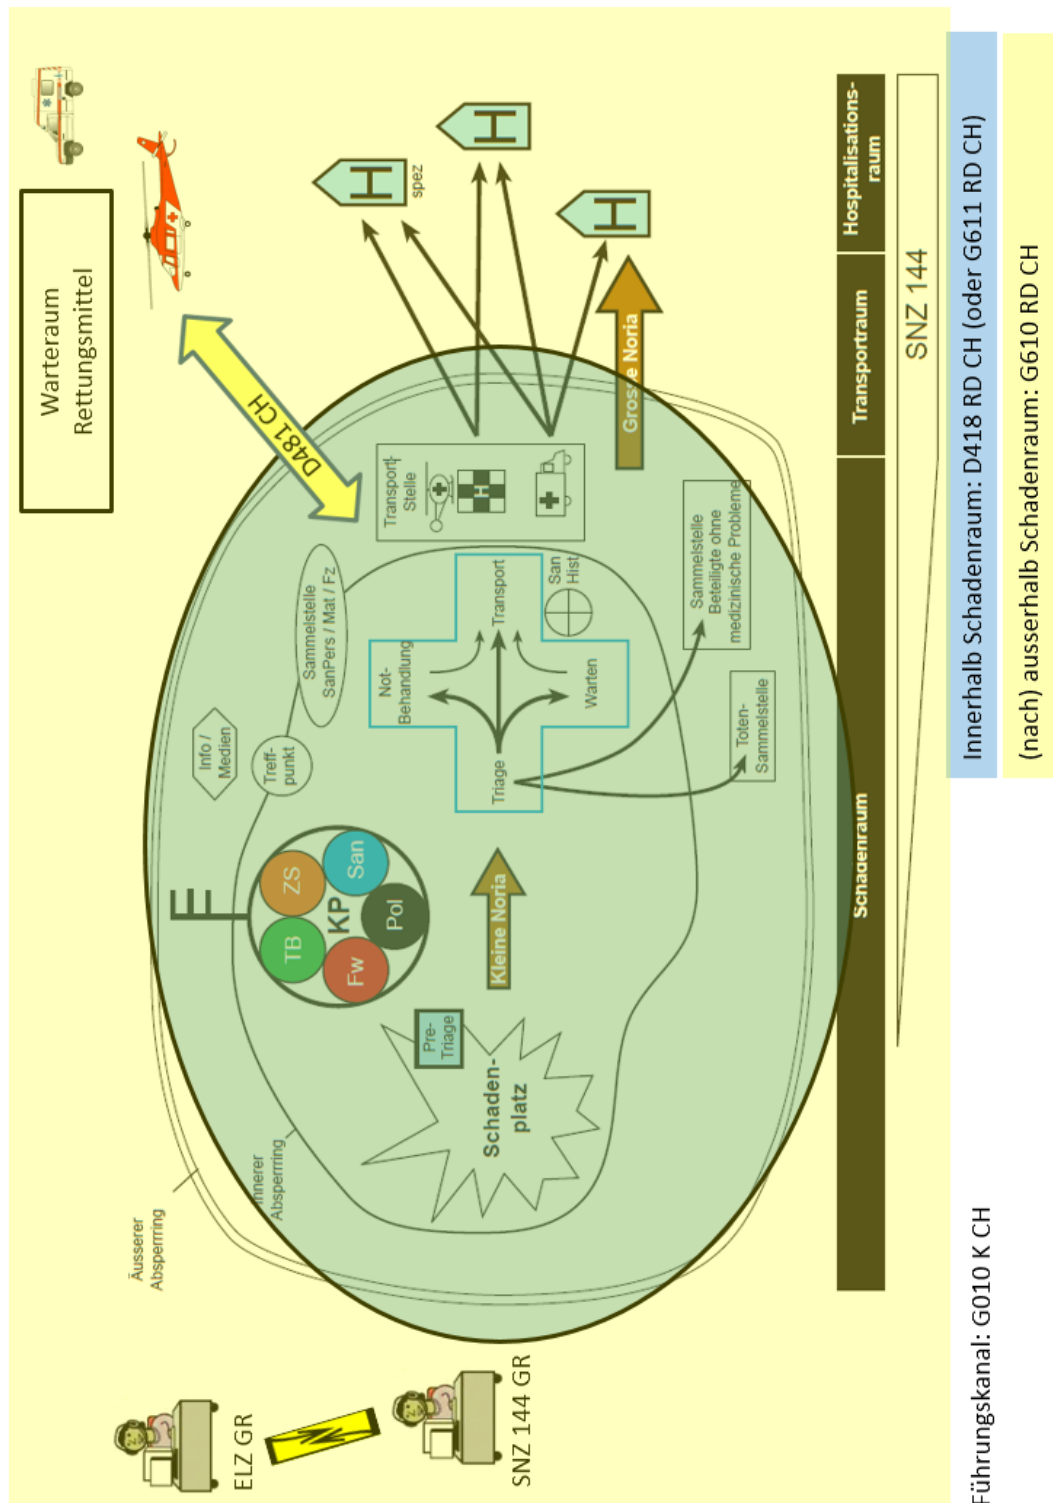 ELZ GR
SNZ 144 GR
Äusserer
Absperrring
Innerer
Absperrring
Schaden-
platz
Pre-
Triage
Kleine Noria
KP
TB
ZS
San
Pol
Fw
Info /
Medien
Treff-
punkt
Sammelstelle
SanPers / Mat / Fz
Triage
Not-
Behandlung
Warten
Transport
San
Hist
Toten-
Sammelstelle
Sammelstelle
Beteiligte ohne
medizinische Probleme
Transport-
Stelle
H
D481 CH
Grosse Noria
Warteraum
Rettungsmittel
H
spez
H
H
Schadenraum
Transportraum
Hospitalisations-
raum
SNZ 144
Führungskanal: G010 K CH
Innerhalb Schadenraum: D418 RD CH (oder G611 RD CH)
(nach) ausserhalb Schadenraum: G610 RD CH